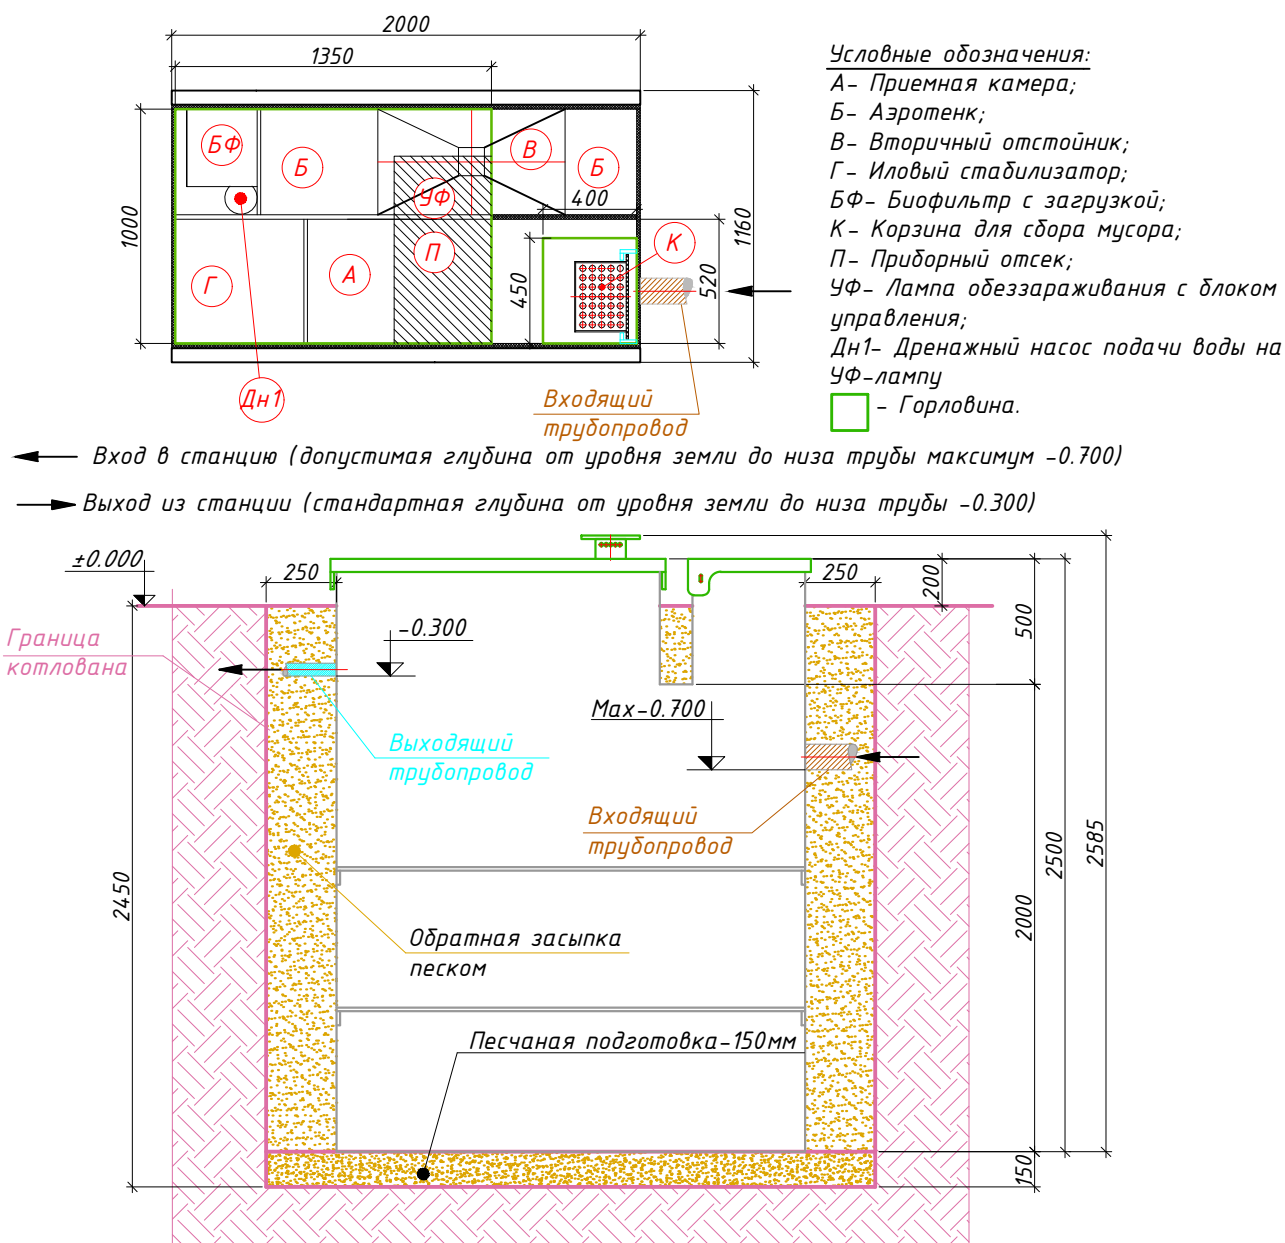 2000
1350
1000
1160
520
450
400
БФ
Б
В
Б
УФ
К
П
Г
А
Дн1
Входящий
трубопровод
Условные обозначения:
А- Приемная камера;
Б- Аэротенк;
В- Вторичный отстойник;
Г- Иловый стабилизатор;
БФ- Биофильтр с загрузкой;
К- Корзина для сбора мусора;
П- Приборный отсек;
УФ- Лампа обеззараживания с блоком
управления;
Дн1- Дренажный насос подачи воды на
УФ-лампу
- Горловина.
Вход в станцию (допустимая глубина от уровня земли до низа трубы максимум -0.700)
Выход из станции (стандартная глубина от уровня земли до низа трубы -0.300)
±0.000
250
250
200
500
Граница
котлована
-0.300
Max-0.700
Выходящий
трубопровод
Входящий
трубопровод
2450
2585
2500
2000
Обратная засыпка
песком
Песчаная подготовка-150мм
150